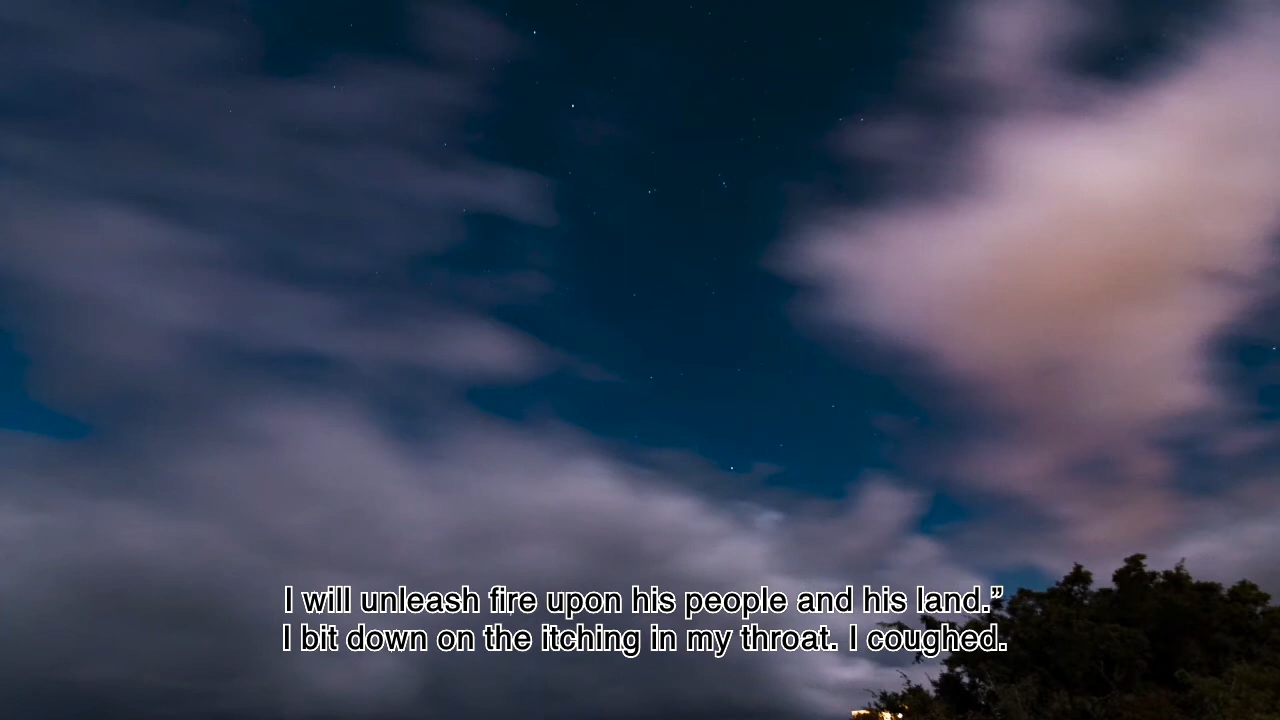 I will unleash fire upon his people and his land.”
I bit down on the itching in my throat. I coughed.